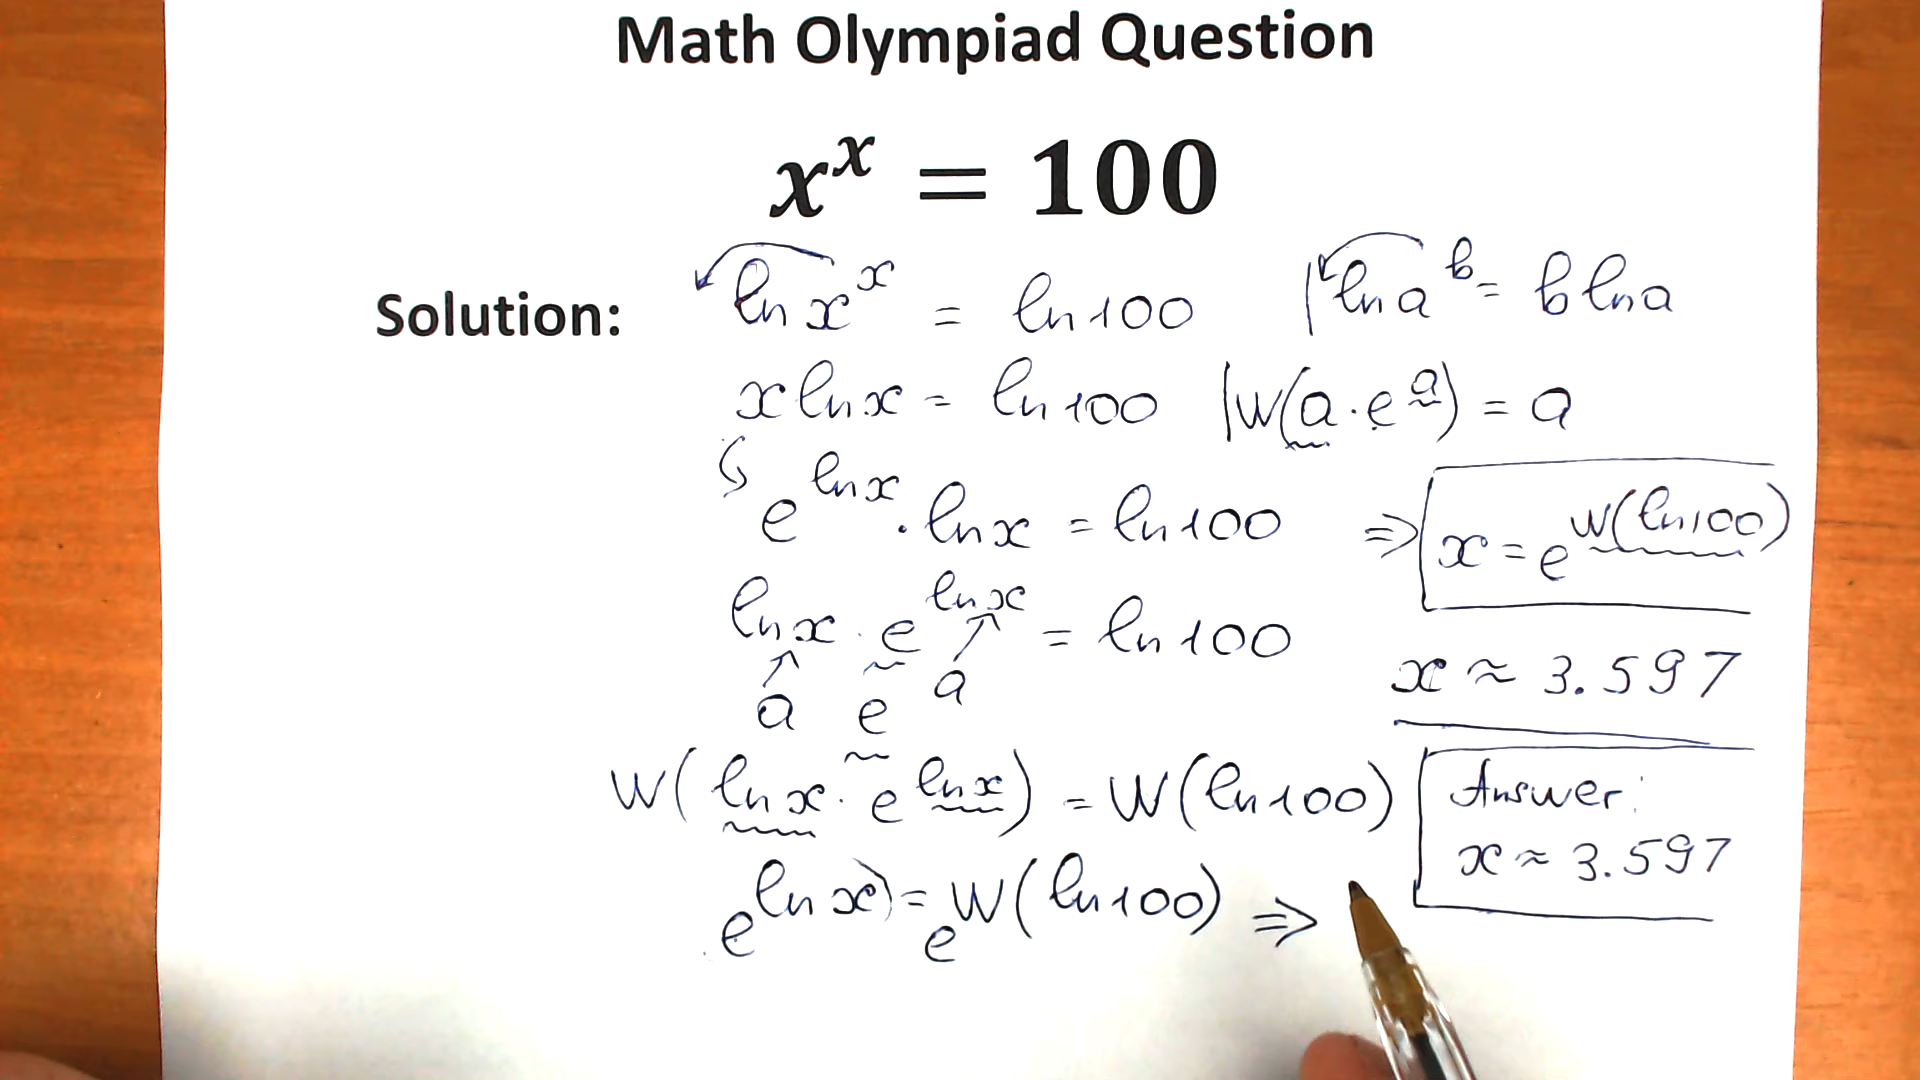 Math Olympiad Question
x^x = 100
Solution: ln x^x = ln 100 | ln a^b = b ln a
x ln x = ln 100 | W(a · e^a) = a
e^(ln x) · ln x = ln 100
ln x · e^(ln x) = ln 100
a e a
W(ln x · e^(ln x)) = W(ln 100)
e^(ln x) = e^(W(ln 100)) ⇒
⇒ x = e^(W(ln 100))
x ≈ 3.597
Answer:
x ≈ 3.597